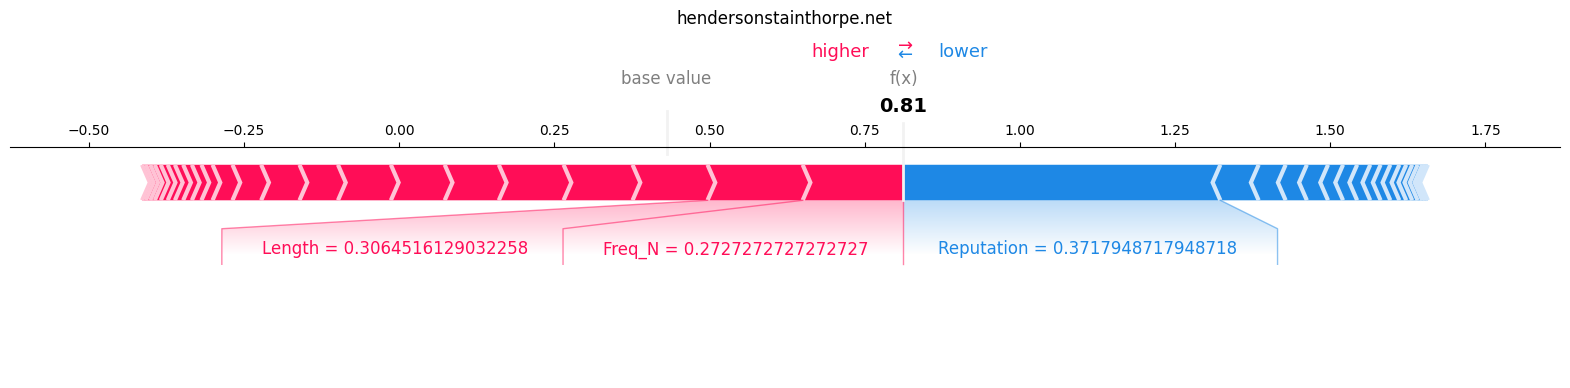 hendersonstainthorpe.net
higher ⇄ lower
base value f(x)
0.81
−0.50 −0.25 0.00 0.25 0.50 0.75 1.00 1.25 1.50 1.75
Length = 0.3064516129032258 Freq_N = 0.2727272727272727 Reputation = 0.3717948717948718